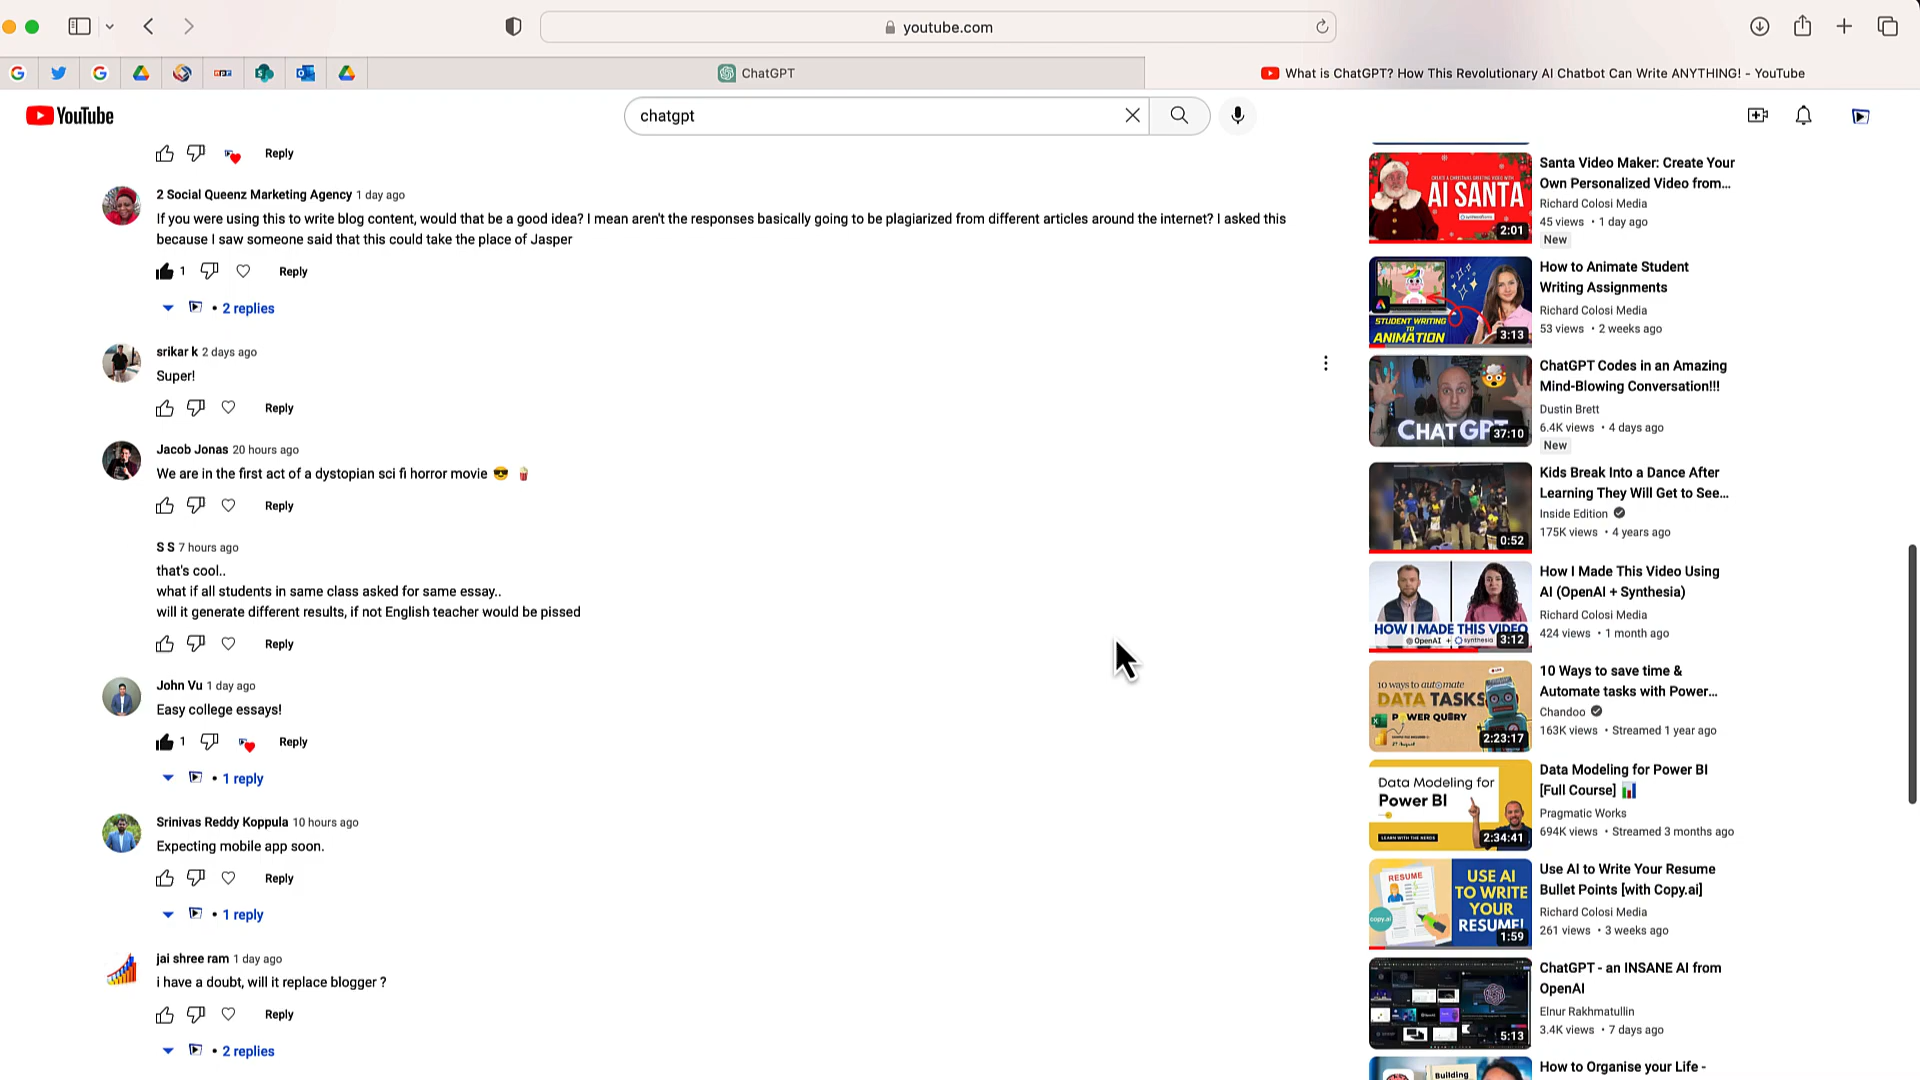 youtube.com
ChatGPT
What is ChatGPT? How This Revolutionary AI Chatbot Can Write ANYTHING! - YouTube
YouTube
chatgpt
Reply
2 Social Queenz Marketing Agency 1 day ago
If you were using this to write blog content, would that be a good idea? I mean aren't the responses basically going to be plagiarized from different articles around the internet? I asked this
because I saw someone said that this could take the place of Jasper
1 Reply
• 2 replies
srikar k 2 days ago
Super!
Reply
Jacob Jonas 20 hours ago
We are in the first act of a dystopian sci fi horror movie 😎 🍿
Reply
S S 7 hours ago
that's cool..
what if all students in same class asked for same essay..
will it generate different results, if not English teacher would be pissed
Reply
John Vu 1 day ago
Easy college essays!
1 Reply
• 1 reply
Srinivas Reddy Koppula 10 hours ago
Expecting mobile app soon.
Reply
• 1 reply
jai shree ram 1 day ago
i have a doubt, will it replace blogger ?
Reply
• 2 replies
AI SANTA
2:01
Santa Video Maker: Create Your
Own Personalized Video from...
Richard Colosi Media
45 views • 1 day ago
New
STUDENT WRITING
TO
ANIMATION
3:13
How to Animate Student
Writing Assignments
Richard Colosi Media
53 views • 2 weeks ago
CHATGPT
37:10
ChatGPT Codes in an Amazing
Mind-Blowing Conversation!!!
Dustin Brett
6.4K views • 4 days ago
New
0:52
Kids Break Into a Dance After
Learning They Will Get to See...
Inside Edition
175K views • 4 years ago
HOW I MADE THIS VIDEO
OpenAI + synthesia
3:12
How I Made This Video Using
AI (OpenAI + Synthesia)
Richard Colosi Media
424 views • 1 month ago
10 ways to automate
DATA TASKS
POWER QUERY
2:23:17
10 Ways to save time &
Automate tasks with Power...
Chandoo
163K views • Streamed 1 year ago
Data Modeling for
Power BI
LEARN WITH THE NERDS
2:34:41
Data Modeling for Power BI
[Full Course] 📊
Pragmatic Works
694K views • Streamed 3 months ago
RESUME
copy.ai
USE AI
TO WRITE
YOUR
RESUME!
1:59
Use AI to Write Your Resume
Bullet Points [with Copy.ai]
Richard Colosi Media
261 views • 3 weeks ago
5:13
ChatGPT - an INSANE AI from
OpenAI
Elnur Rakhmatullin
3.4K views • 7 days ago
Building
How to Organise your Life -